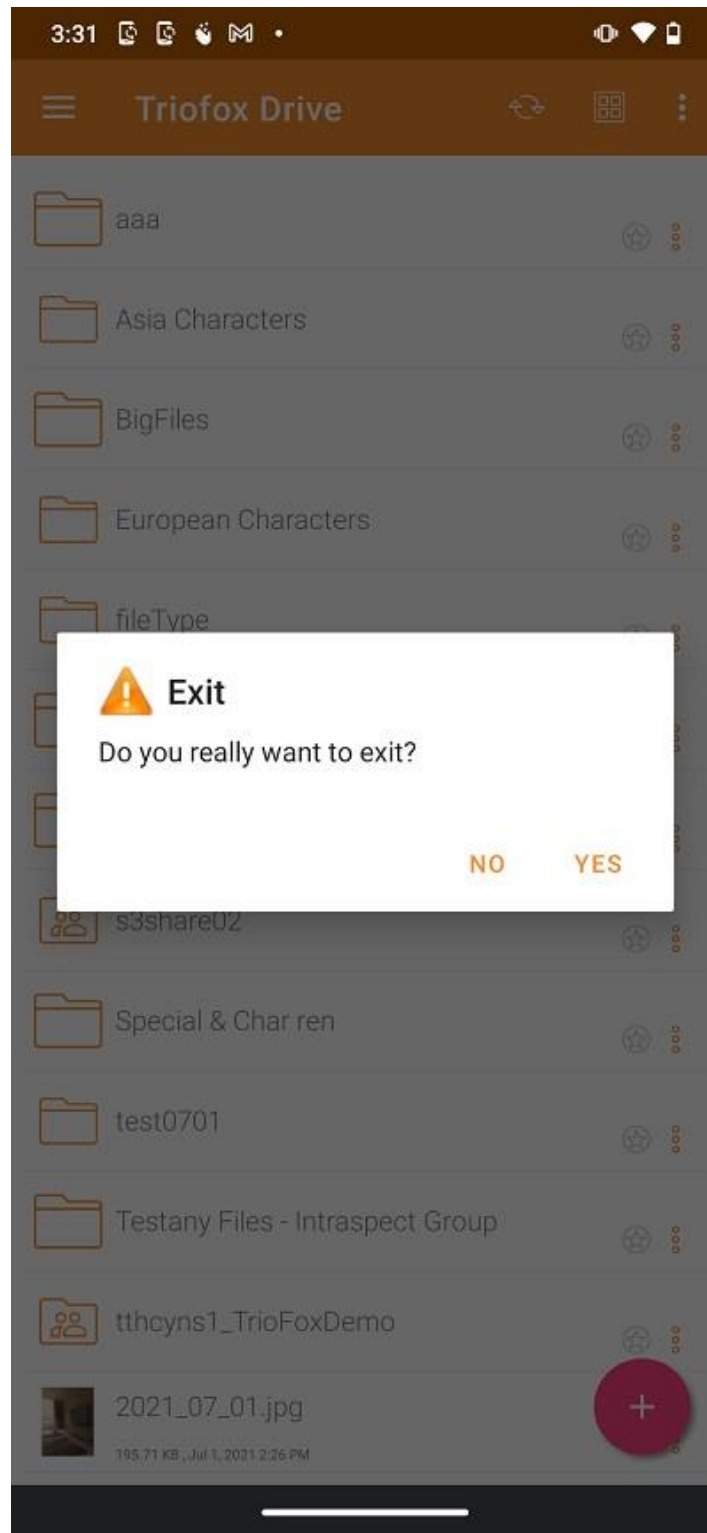 3:31
Triofox Drive
aaa
Asia Characters
BigFiles
European Characters
fileType
Exit
Do you really want to exit?
NO YES
s3share02
Special & Char ren
test0701
Testany Files - Intraspect Group
tthcyns1_TrioFoxDemo
2021_07_01.jpg
195.71 KB , Jul 1, 2021 2:26 PM